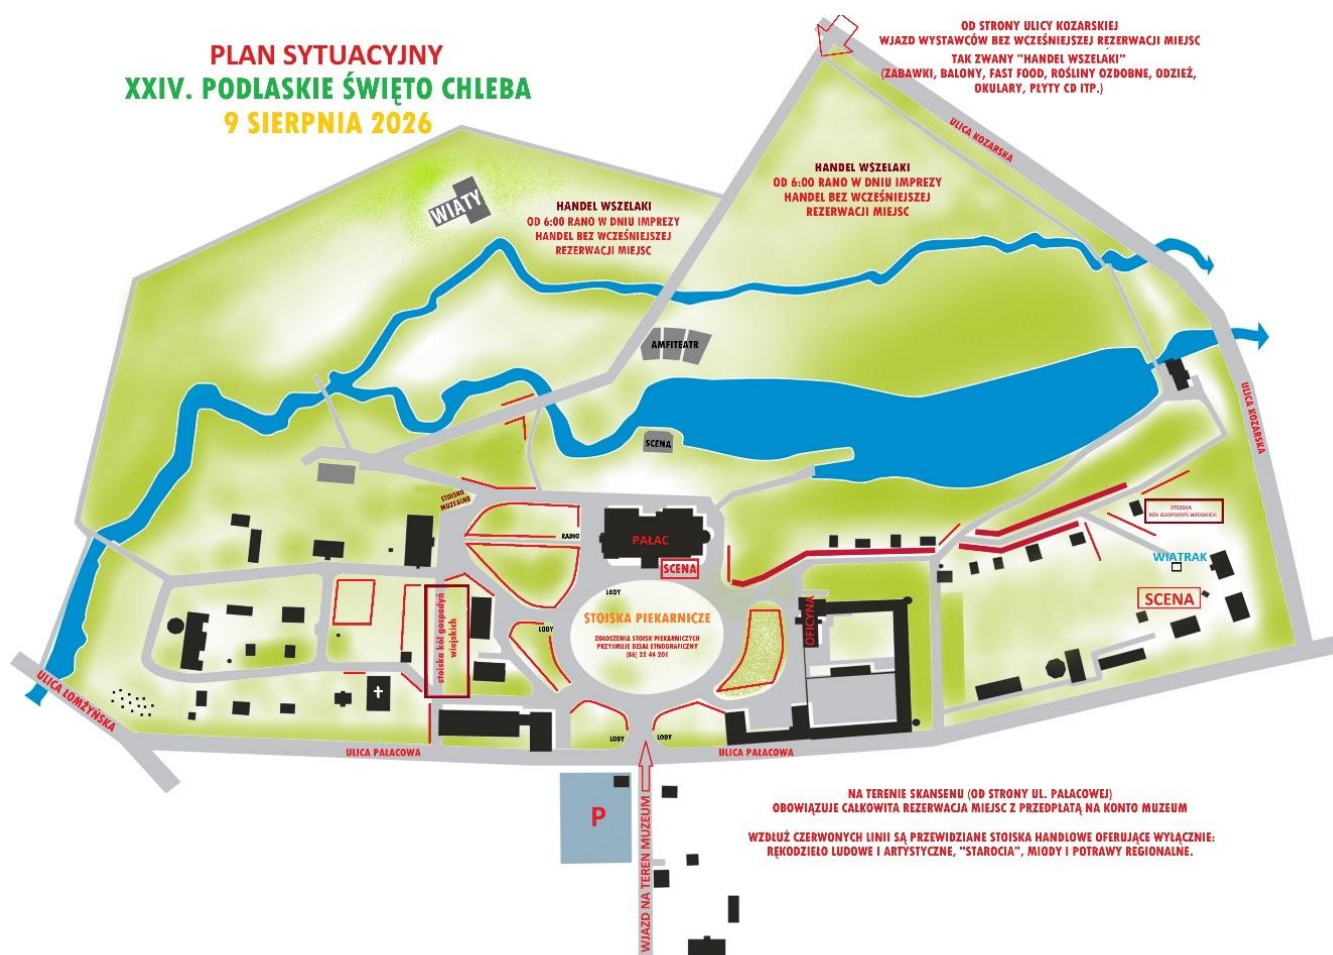 PLAN SYTUACYJNY
XXIV. PODLASKIE ŚWIĘTO CHLEBA
9 SIERPNIA 2026
OD STRONY ULICY KOZARSKIEJ
WJAZD WYSTAWCÓW BEZ WCZEŚNIEJSZEJ REZERWACJI MIEJSC
TAK ZWANY "HANDEL WSZELAKI"
(ZABAWKI, BALONY, FAST FOOD, ROŚLINY OZDOBNE, ODZIEŻ,
OKULARY, PŁYTY CD ITP.)
ULICA KOZARSKA
HANDEL WSZELAKI
OD 6:00 RANO W DNIU IMPREZY
HANDEL BEZ WCZEŚNIEJSZEJ
REZERWACJI MIEJSC
WIATY
HANDEL WSZELAKI
OD 6:00 RANO W DNIU IMPREZY
HANDEL BEZ WCZEŚNIEJSZEJ
REZERWACJI MIEJSC
AMFITEATR
ULICA KOZARSKA
SCENA
STOISKO
MUZEALNE
RADIO
PAŁAC
SCENA
STOISKA
KÓŁ GOSPODYŃ WIEJSKICH
WIATRAK
SCENA
LODY
STOISKA PIEKARNICZE
ZGŁOSZENIA STOISK PIEKARNICZYCH
PRZYJMUJE DZIAŁ ETNOGRAFICZNY
(86) 22 44 201
LODY
OFICYNA
stoiska kół gospodyń
wiejskich
ULICA ŁOMŻYŃSKA
LODY
LODY
ULICA PAŁACOWA
ULICA PAŁACOWA
P
WJAZD NA TEREN MUZEUM
NA TERENIE SKANSENU (OD STRONY UL. PAŁACOWEJ)
OBOWIĄZUJE CAŁKOWITA REZERWACJA MIEJSC Z PRZEDPŁATĄ NA KONTO MUZEUM
WZDŁUŻ CZERWONYCH LINII SĄ PRZEWIDZIANE STOISKA HANDLOWE OFERUJĄCE WYŁĄCZNIE:
RĘKODZIEŁO LUDOWE I ARTYSTYCZNE, "STAROCIA", MIODY I POTRAWY REGIONALNE.